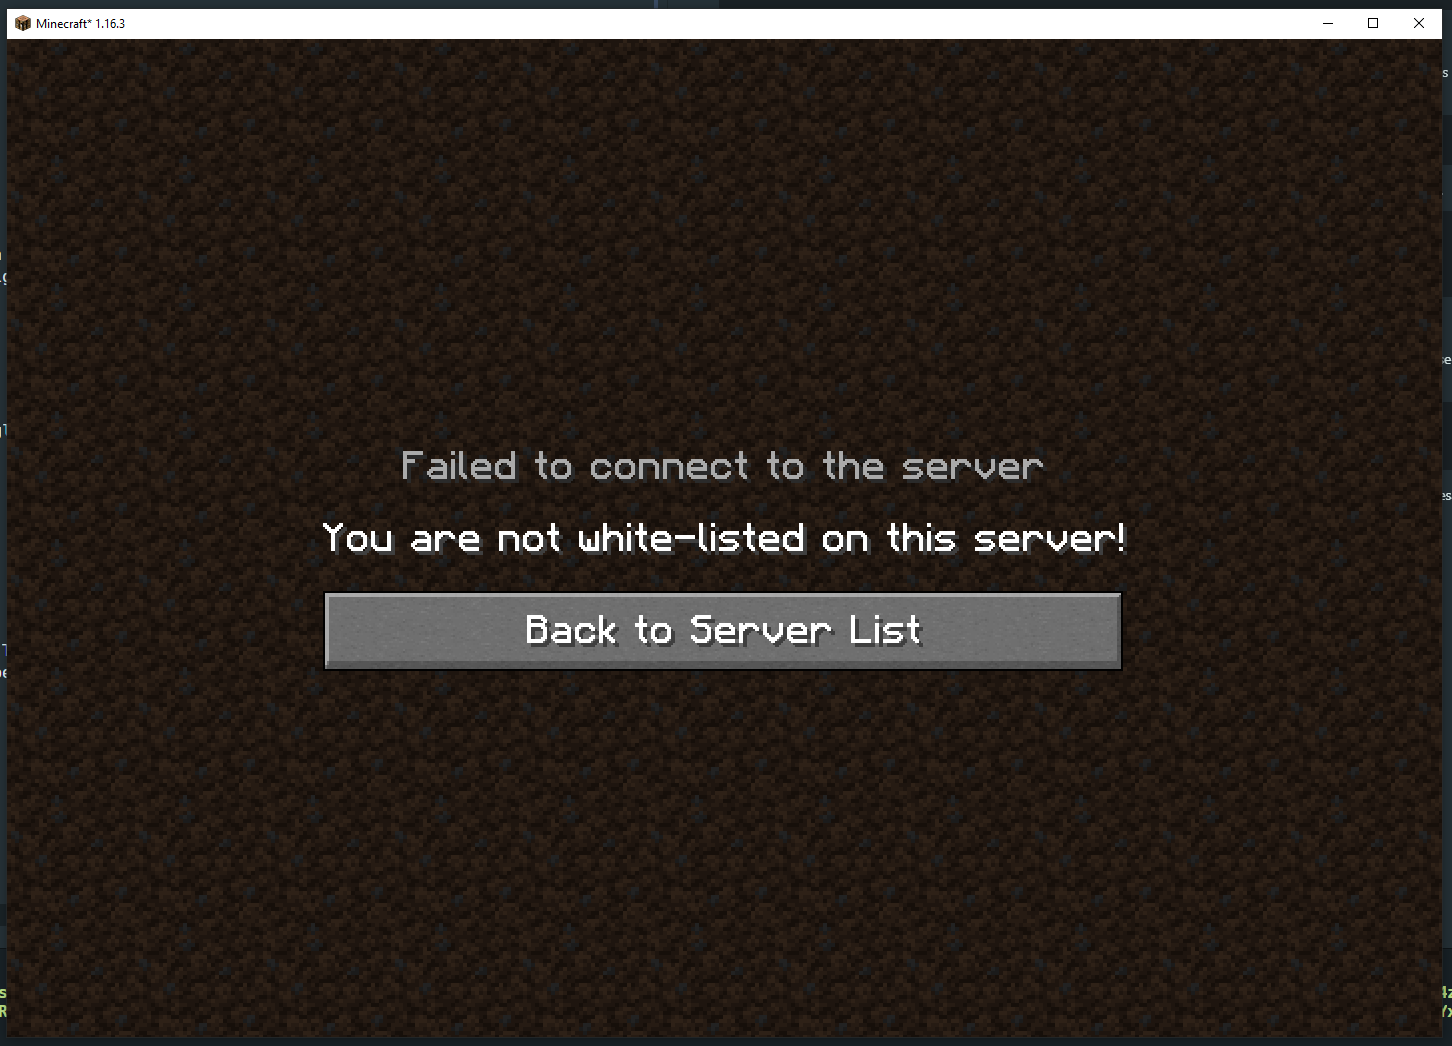 Minecraft* 1.16.3
Failed to connect to the server
You are not white-listed on this server!
Back to Server List